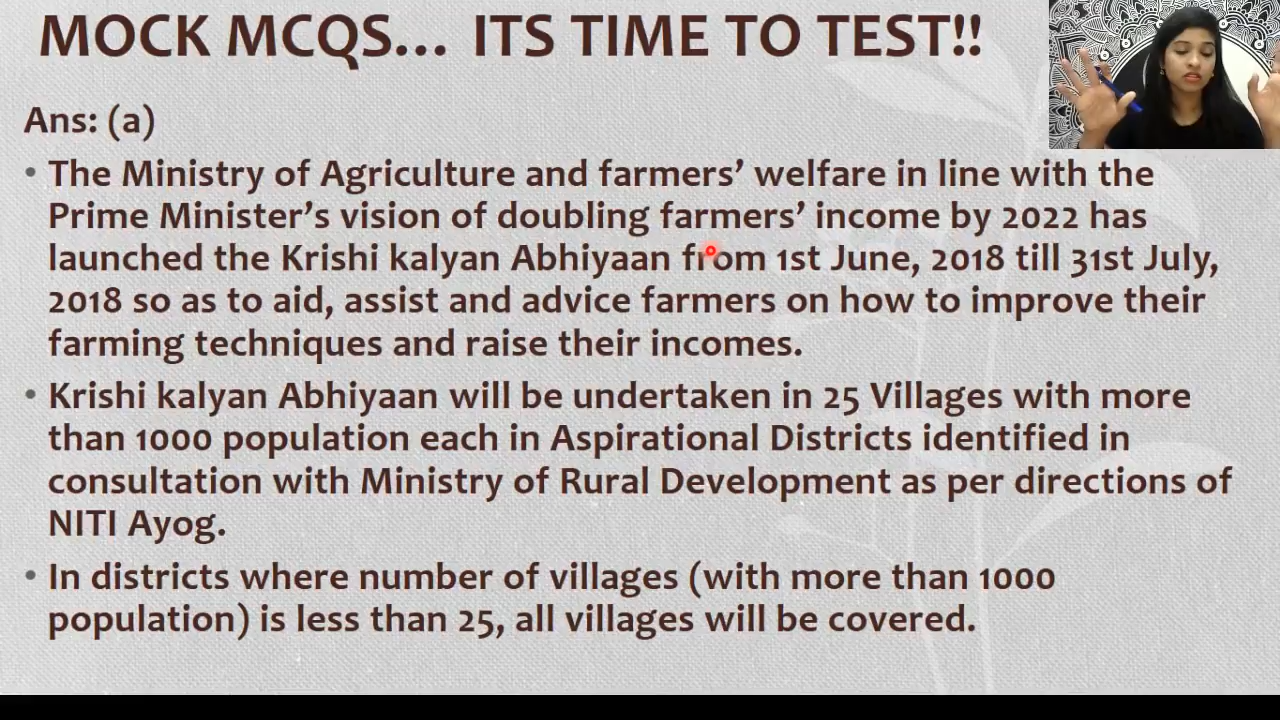 MOCK MCQS... ITS TIME TO TEST!!
Ans: (a)
• The Ministry of Agriculture and farmers' welfare in line with the
Prime Minister's vision of doubling farmers' income by 2022 has
launched the Krishi kalyan Abhiyaan from 1st June, 2018 till 31st July,
2018 so as to aid, assist and advice farmers on how to improve their
farming techniques and raise their incomes.
• Krishi kalyan Abhiyaan will be undertaken in 25 Villages with more
than 1000 population each in Aspirational Districts identified in
consultation with Ministry of Rural Development as per directions of
NITI Ayog.
• In districts where number of villages (with more than 1000
population) is less than 25, all villages will be covered.